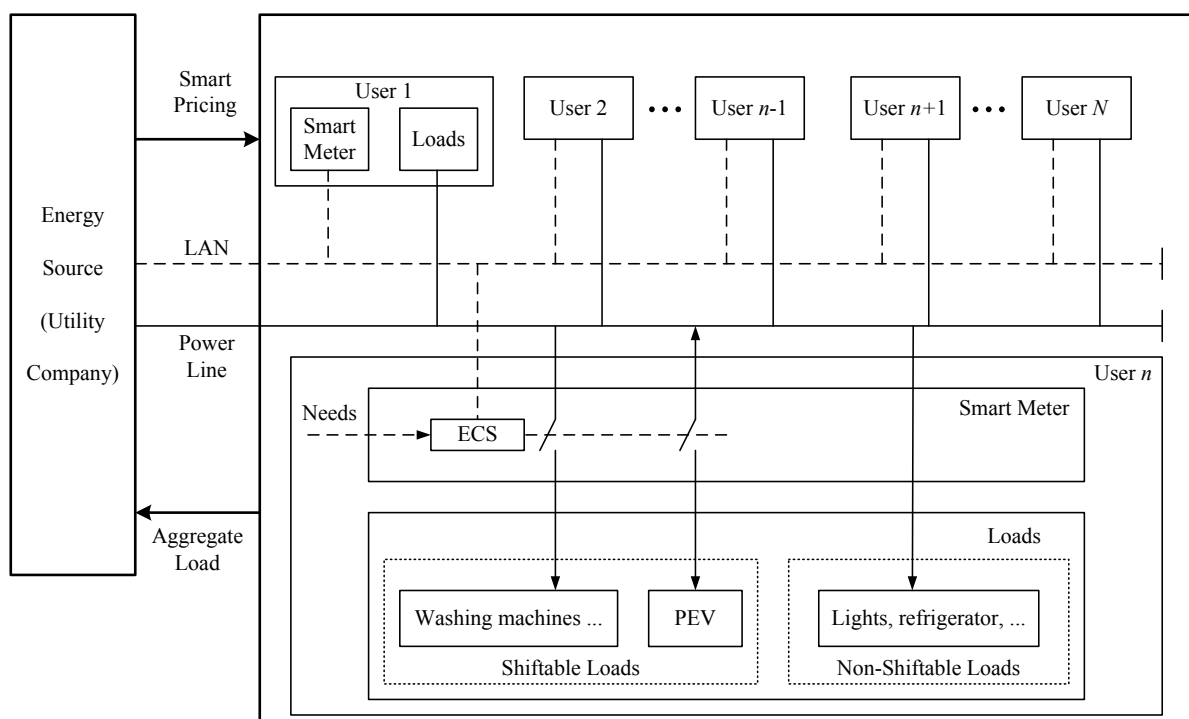 Energy
Source
(Utility
Company)
Smart
Pricing
LAN
Power
Line
Aggregate
Load
User 1
Smart
Meter
Loads
User 2
•••
User n-1
User n+1
•••
User N
User n
Smart Meter
Needs
ECS
Loads
Washing machines ...
PEV
Shiftable Loads
Lights, refrigerator, ...
Non-Shiftable Loads